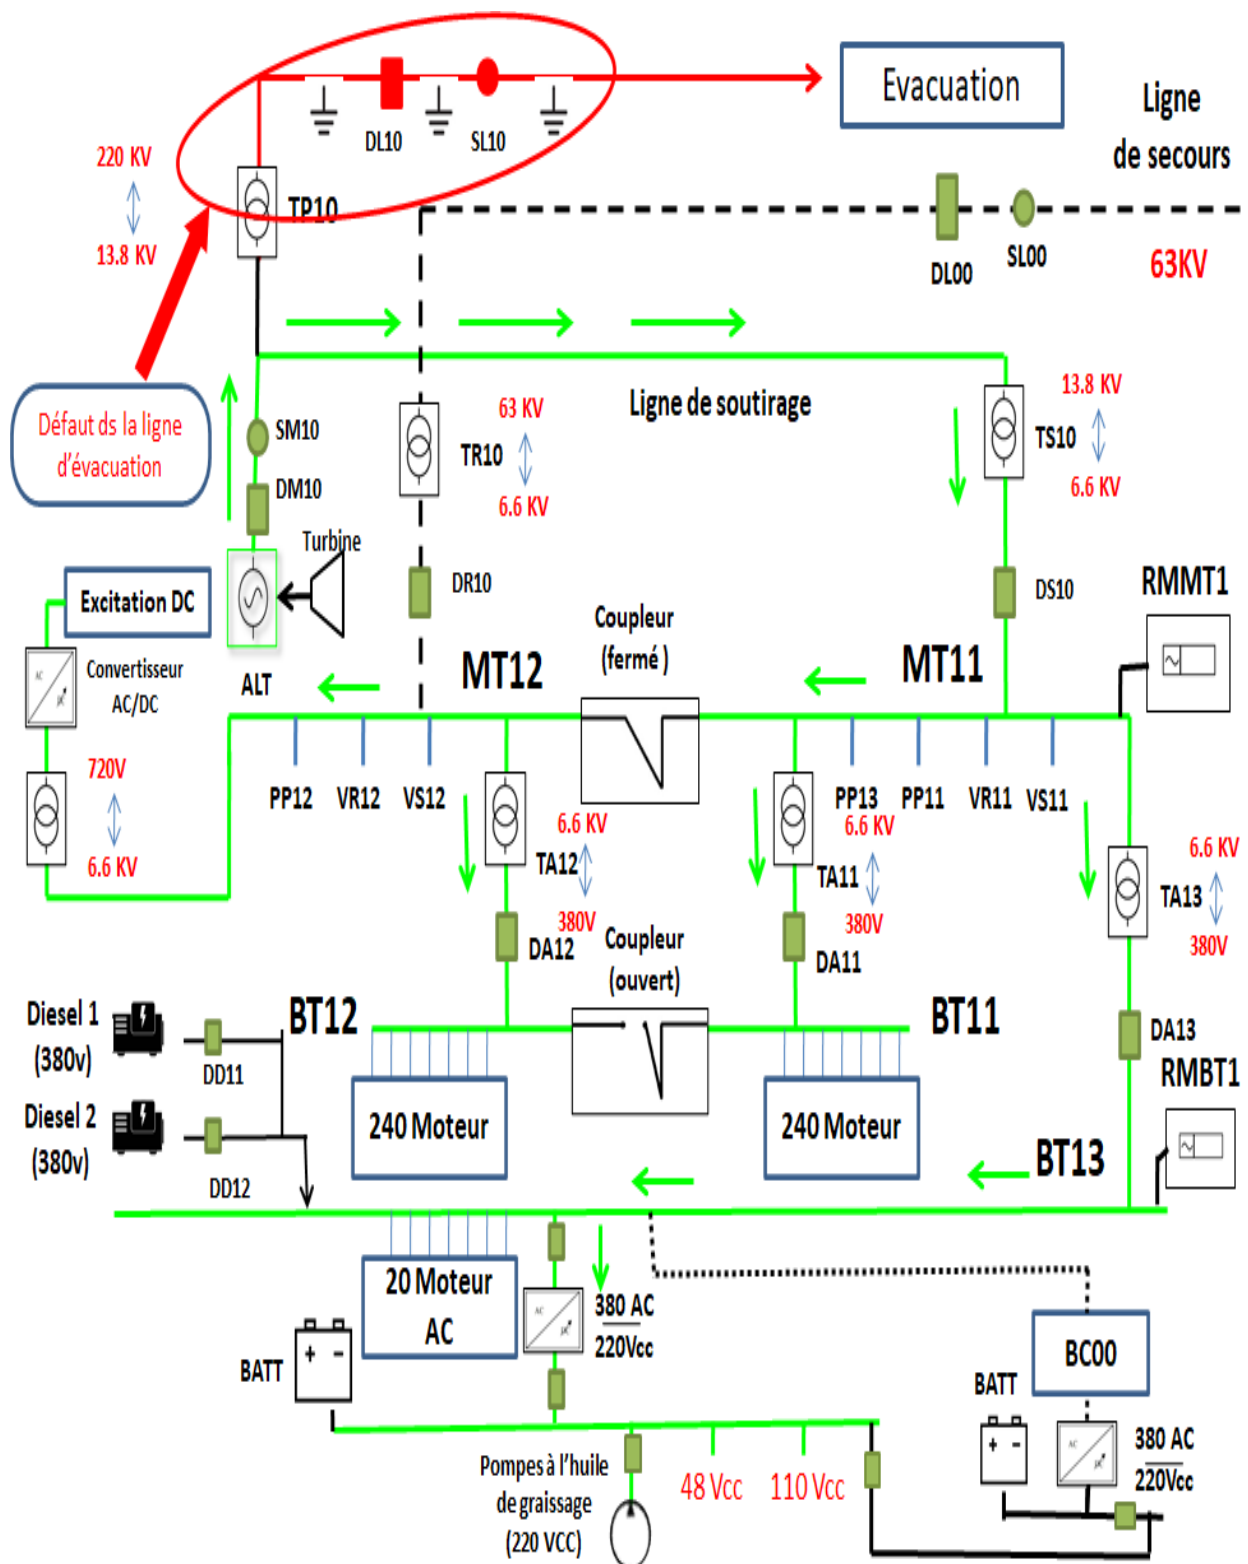 Evacuation
Ligne
de secours
DL10
SL10
220 KV
TP10
13.8 KV
DL00
SL00
63KV
Ligne de soutirage
Défaut ds la ligne
d'évacuation
SM10
DM10
63 KV
TR10
6.6 KV
13.8 KV
TS10
6.6 KV
Turbine
DR10
DS10
RMMT1
Excitation DC
Coupleur
(fermé )
Convertisseur
AC/DC
AC
DC
ALT
MT12
MT11
720V
6.6 KV
PP12
VR12
VS12
PP13
PP11
VR11
VS11
6.6 KV
TA12
380V
6.6 KV
TA11
380V
6.6 KV
TA13
380V
DA12
Coupleur
(ouvert)
DA11
Diesel 1
(380v)
DD11
BT12
BT11
DA13
RMBT1
Diesel 2
(380v)
DD12
240 Moteur
240 Moteur
BT13
20 Moteur
AC
AC
DC
380 AC
220Vcc
BATT
+ -
BC00
BATT
+ -
AC
DC
380 AC
220Vcc
Pompes à l'huile
de graissage
(220 VCC)
48 Vcc
110 Vcc